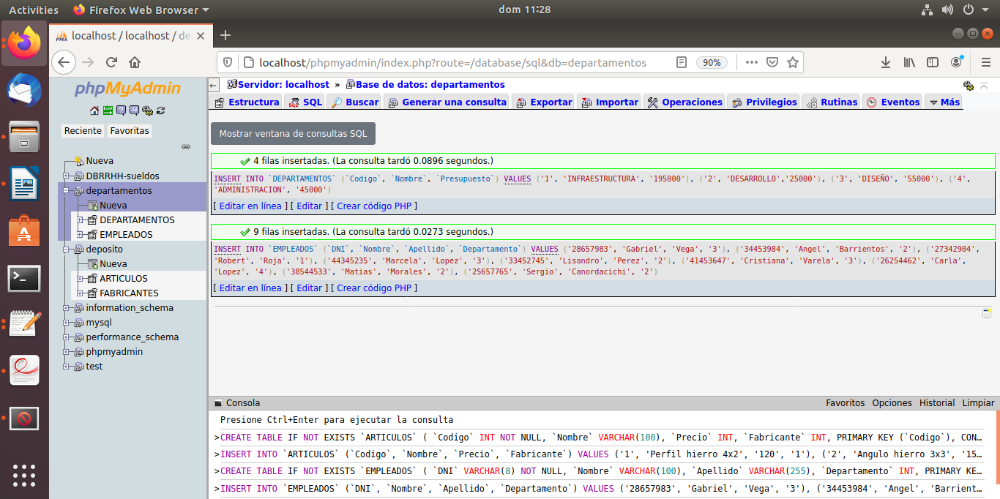 Activities Firefox Web Browser dom 11:28
localhost / localhost / de
localhost/phpmyadmin/index.php?route=/database/sql&db=departamentos 90%
phpMyAdmin
Reciente Favoritas
Nueva
DBRRHH-sueldos
departamentos
Nueva
DEPARTAMENTOS
EMPLEADOS
deposito
Nueva
ARTICULOS
FABRICANTES
information_schema
mysql
performance_schema
phpmyadmin
test
Servidor: localhost » Base de datos: departamentos
Estructura SQL Buscar Generar una consulta Exportar Importar Operaciones Privilegios Rutinas Eventos Más
Mostrar ventana de consultas SQL
4 filas insertadas. (La consulta tardó 0.0896 segundos.)
INSERT INTO `DEPARTAMENTOS` (`Codigo`, `Nombre`, `Presupuesto`) VALUES ('1', 'INFRAESTRUCTURA', '195000'), ('2', 'DESARROLLO','25000'), ('3', 'DISEÑO', '55000'), ('4',
'ADMINISTRACION', '45000')
[ Editar en línea ] [ Editar ] [ Crear código PHP ]
9 filas insertadas. (La consulta tardó 0.0273 segundos.)
INSERT INTO `EMPLEADOS` (`DNI`, `Nombre`, `Apellido`, `Departamento`) VALUES ('28657983', 'Gabriel', 'Vega', '3'), ('34453984', 'Angel', 'Barrientos', '2'), ('27342904',
'Robert', 'Roja', '1'), ('44345235', 'Marcela', 'Lopez', '3'), ('33452745', 'Lisandro', 'Perez', '2'), ('41453647', 'Cristiana', 'Varela', '3'), ('26254462', 'Carla',
'Lopez', '4'), ('38544533', 'Matias', 'Morales', '2'), ('25657765', 'Sergio', 'Canordacichi', '2')
[ Editar en línea ] [ Editar ] [ Crear código PHP ]
Consola Favoritos Opciones Historial Limpiar
Presione Ctrl+Enter para ejecutar la consulta
>CREATE TABLE IF NOT EXISTS `ARTICULOS` ( `Codigo` INT NOT NULL, `Nombre` VARCHAR(100), `Precio` INT, `Fabricante` INT, PRIMARY KEY (`Codigo`), CON…
>INSERT INTO `ARTICULOS` (`Codigo`, `Nombre`, `Precio`, `Fabricante`) VALUES ('1', 'Perfil hierro 4x2', '120', '1'), ('2', 'Angulo hierro 3x3', '15…
>CREATE TABLE IF NOT EXISTS `EMPLEADOS` ( `DNI` VARCHAR(8) NOT NULL, `Nombre` VARCHAR(100), `Apellido` VARCHAR(255), `Departamento` INT, PRIMARY KE…
>INSERT INTO `EMPLEADOS` (`DNI`, `Nombre`, `Apellido`, `Departamento`) VALUES ('28657983', 'Gabriel', 'Vega', '3'), ('34453984', 'Angel', 'Barrient…